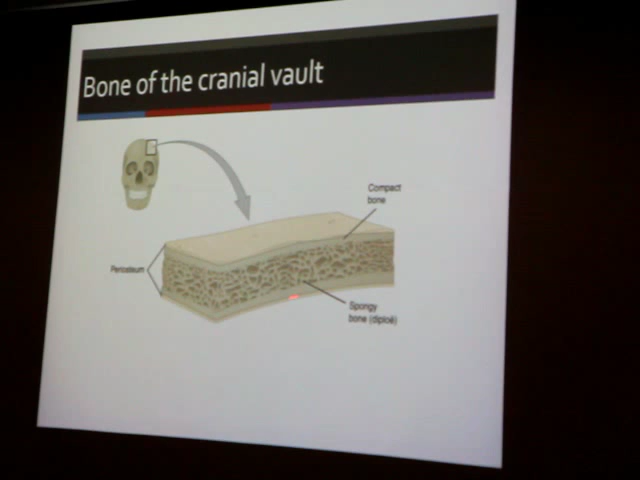 Bone of the cranial vault
Compact
bone
Periosteum
Spongy
bone (diploë)